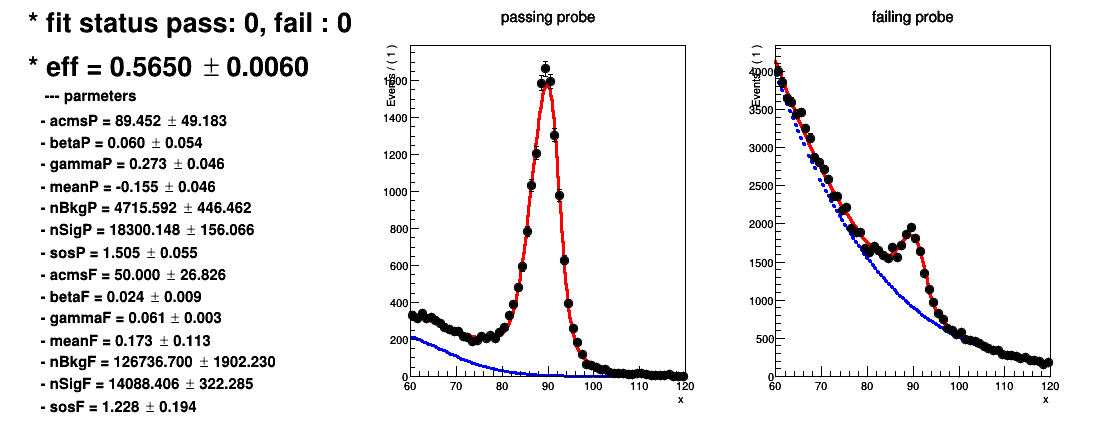 * fit status pass: 0, fail : 0
* eff = 0.5650 ± 0.0060
--- parmeters
- acmsP = 89.452 ± 49.183
- betaP = 0.060 ± 0.054
- gammaP = 0.273 ± 0.046
- meanP = -0.155 ± 0.046
- nBkgP = 4715.592 ± 446.462
- nSigP = 18300.148 ± 156.066
- sosP = 1.505 ± 0.055
- acmsF = 50.000 ± 26.826
- betaF = 0.024 ± 0.009
- gammaF = 0.061 ± 0.003
- meanF = 0.173 ± 0.113
- nBkgF = 126736.700 ± 1902.230
- nSigF = 14088.406 ± 322.285
- sosF = 1.228 ± 0.194
passing probe
Events / ( 1 )
1600
1400
1200
1000
800
600
400
200
0
60 70 80 90 100 110 120
x
failing probe
Events / ( 1 )
4000
3500
3000
2500
2000
1500
1000
500
0
60 70 80 90 100 110 120
x